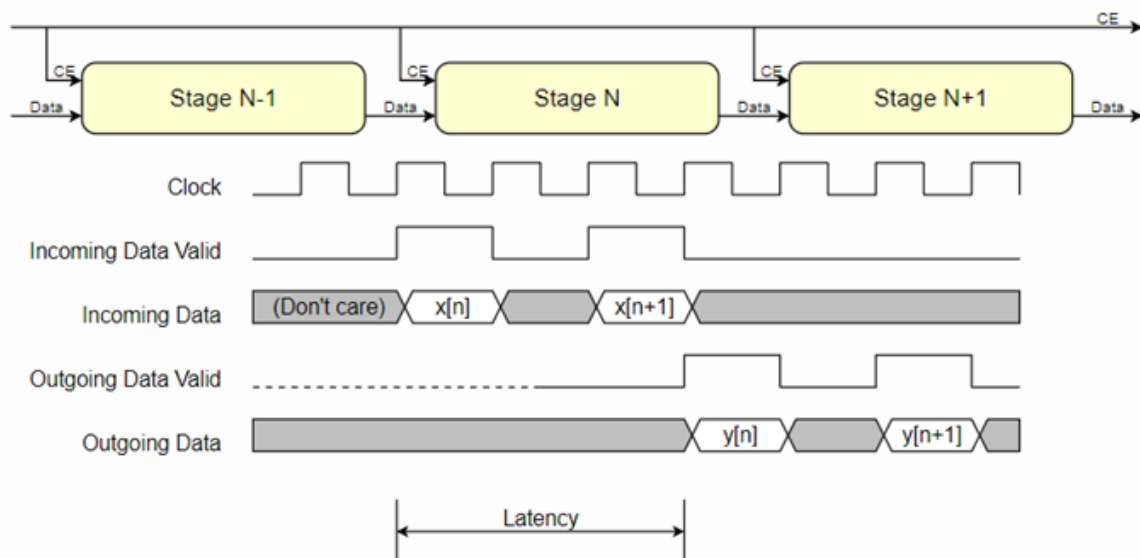 CE
CE
CE
CE
Stage N-1
Stage N
Stage N+1
Data
Data
Data
Data
Clock
Incoming Data Valid
Incoming Data
(Don't care)
x[n]
x[n+1]
Outgoing Data Valid
Outgoing Data
y[n]
y[n+1]
Latency